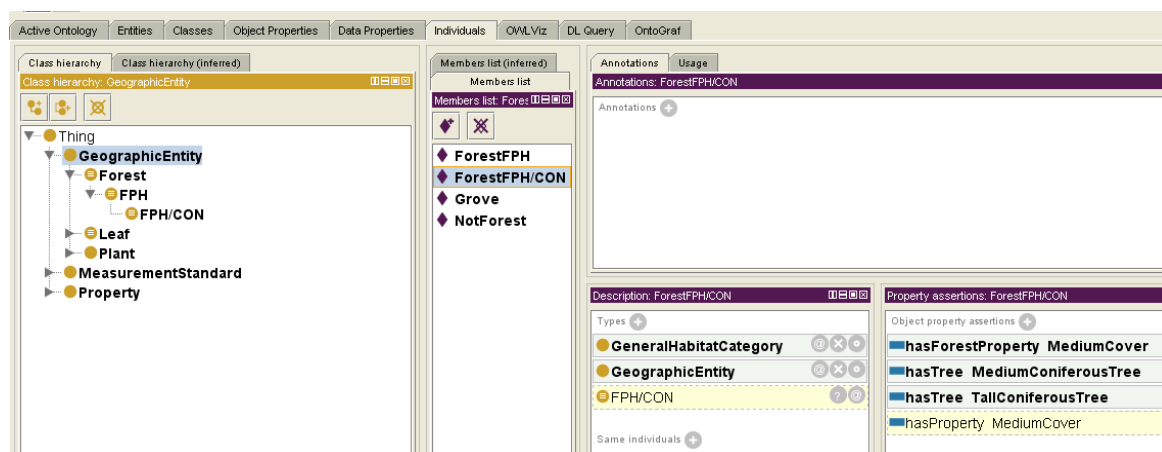 Active Ontology Entities Classes Object Properties Data Properties Individuals OWLViz DL Query OntoGraf
Class hierarchy Class hierarchy (inferred)
Class hierarchy: GeographicEntity
Thing
GeographicEntity
Forest
FPH
FPH/CON
Leaf
Plant
MeasurementStandard
Property
Members list (inferred)
Members list
Members list: Fores
ForestFPH
ForestFPH/CON
Grove
NotForest
Annotations Usage
Annotations: ForestFPH/CON
Annotations
Description: ForestFPH/CON
Types
GeneralHabitatCategory
GeographicEntity
FPH/CON
Same individuals
Property assertions: ForestFPH/CON
Object property assertions
hasForestProperty MediumCover
hasTree MediumConiferousTree
hasTree TallConiferousTree
hasProperty MediumCover